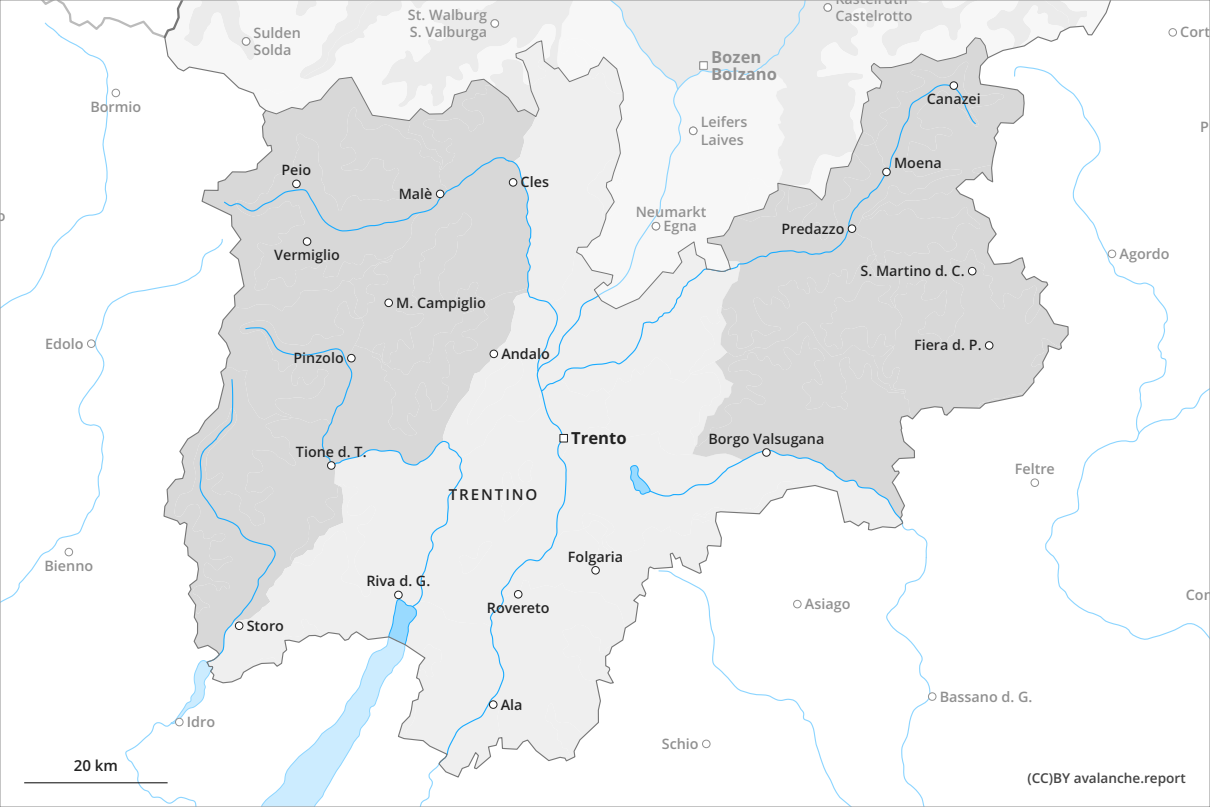 Kastelruth
Castelrotto
St. Walburg
S. Valburga
Sulden
Solda
Cort
Bozen
Bolzano
Bormio
Canazei
Leifers
Laives
P
Moena
Peio
Malè
Cles
Neumarkt
Egna
Predazzo
Vermiglio
Agordo
S. Martino d. C.
M. Campiglio
Edolo
Pinzolo
Andalo
Fiera d. P.
Trento
Borgo Valsugana
Tione d. T.
Feltre
TRENTINO
Folgaria
Bienno
Riva d. G.
Rovereto
Asiago
Cor
Storo
Ala
Bassano d. G.
Idro
Schio
20 km
(CC)BY avalanche.report